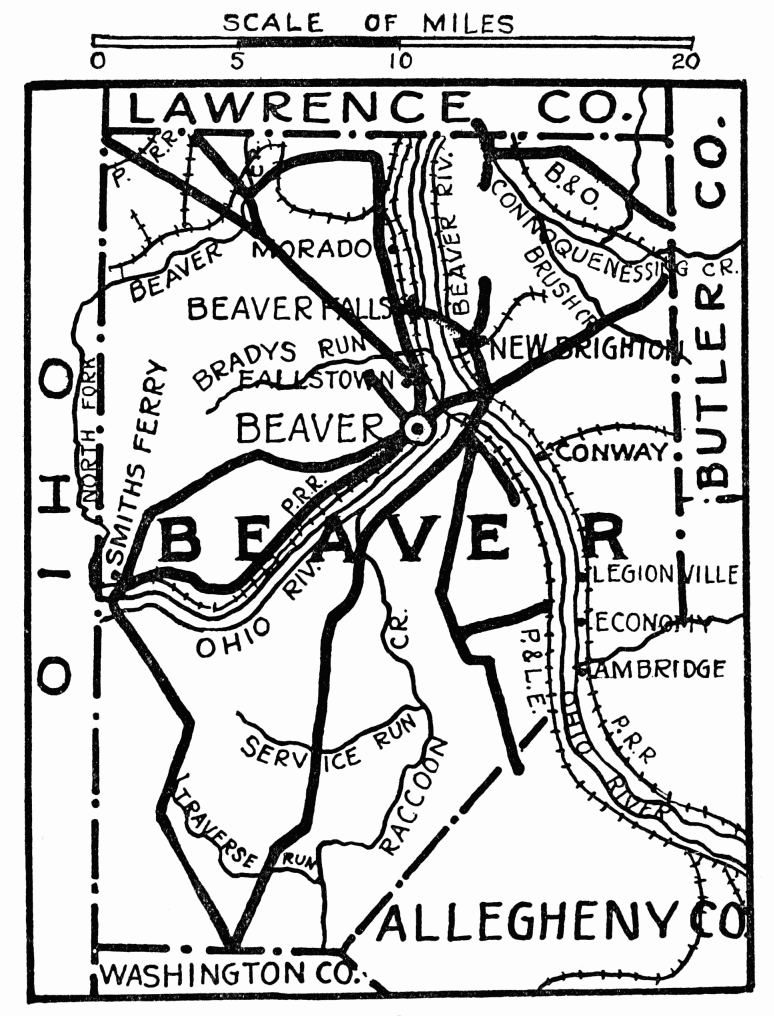 SCALE OF MILES
0 5 10 20
LAWRENCE CO.
P. R.R.
B.&O.
BUTLER CO.
CONNOQUENESSING CR.
BEAVER RIV.
MORADO
BEAVER
BRUSH CR.
BEAVER FALLS
NEW BRIGHTON
BRADYS RUN
FALLSTOWN
OHIO
NORTH FORK
SMITHS FERRY
BEAVER
CONWAY
P.R.R.
BEAVER
LEGIONVILLE
OHIO RIV.
ECONOMY
CR.
P.&L.E.
AMBRIDGE
OHIO RIVER
P.R.R
SERVICE RUN
RACCOON
TRAVERSE RUN
ALLEGHENY CO
WASHINGTON CO.